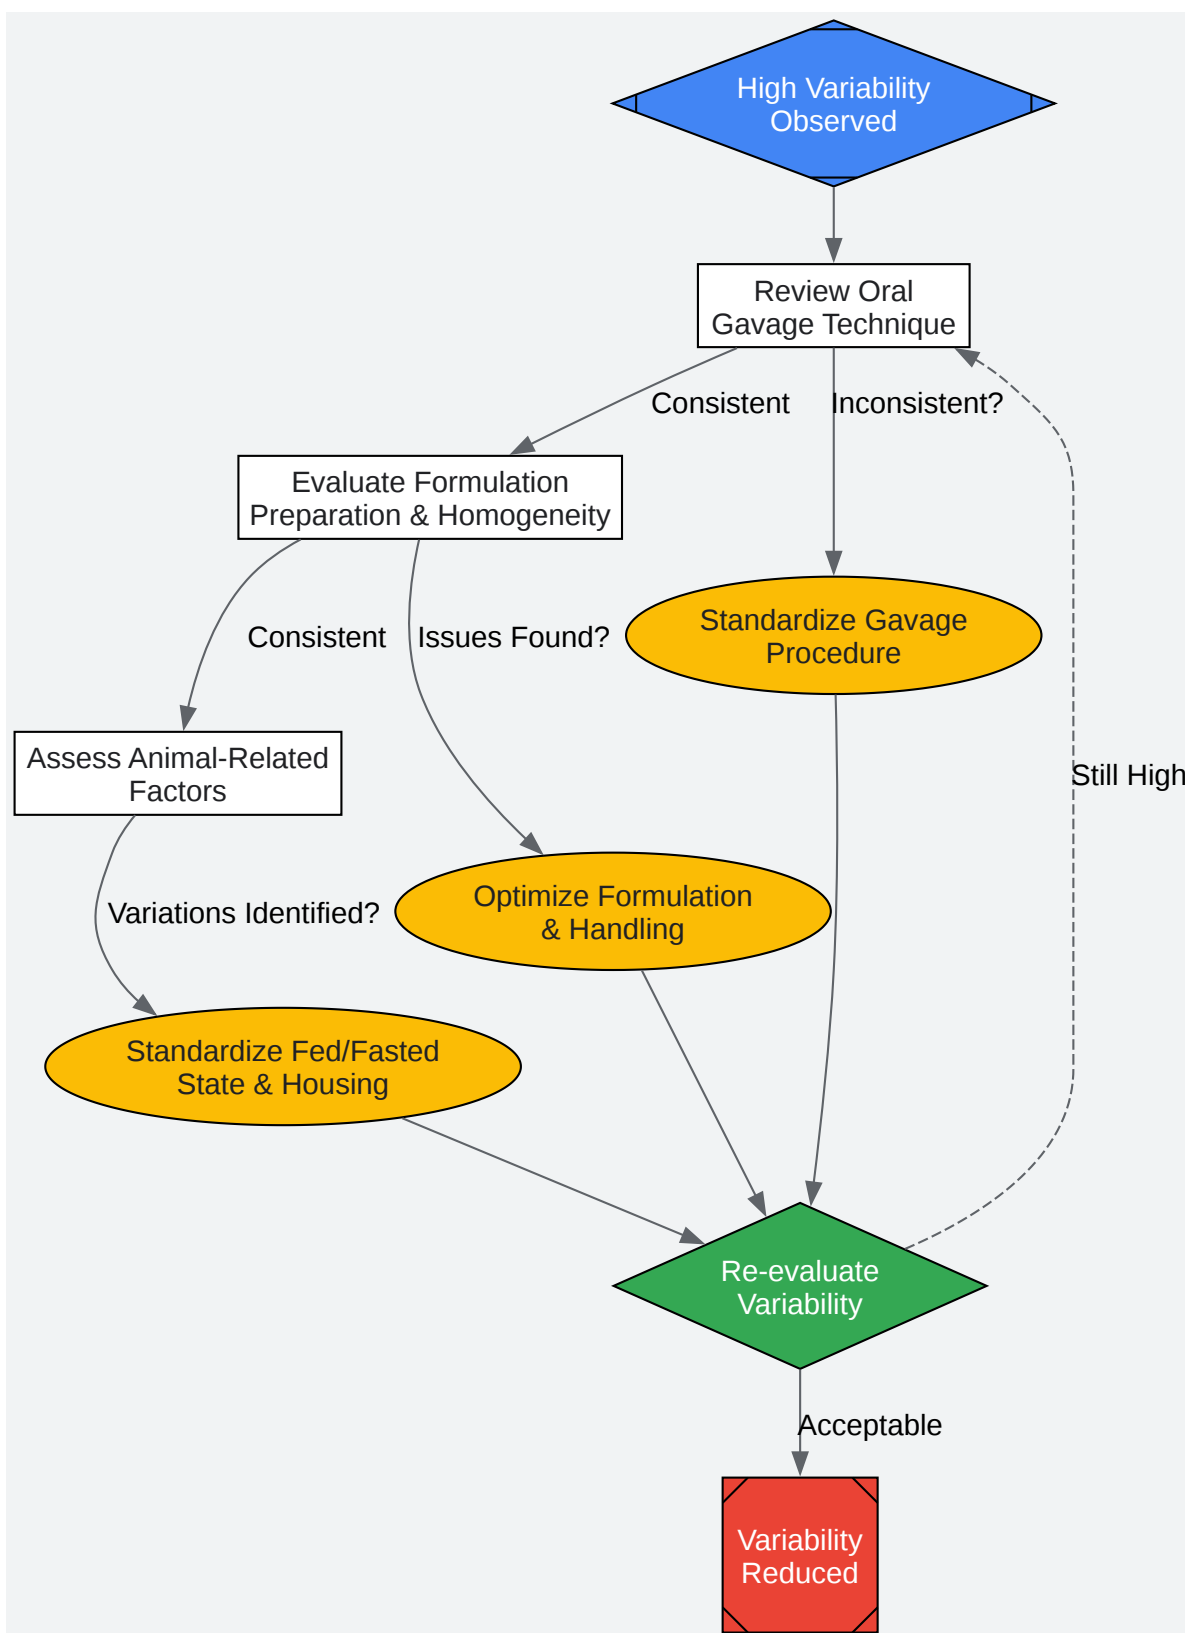 High Variability
Observed
Review Oral
Gavage Technique
Consistent
Inconsistent?
Evaluate Formulation
Preparation & Homogeneity
Consistent
Issues Found?
Standardize Gavage
Procedure
Assess Animal-Related
Factors
Still High
Variations Identified?
Optimize Formulation
& Handling
Standardize Fed/Fasted
State & Housing
Re-evaluate
Variability
Acceptable
Variability
Reduced